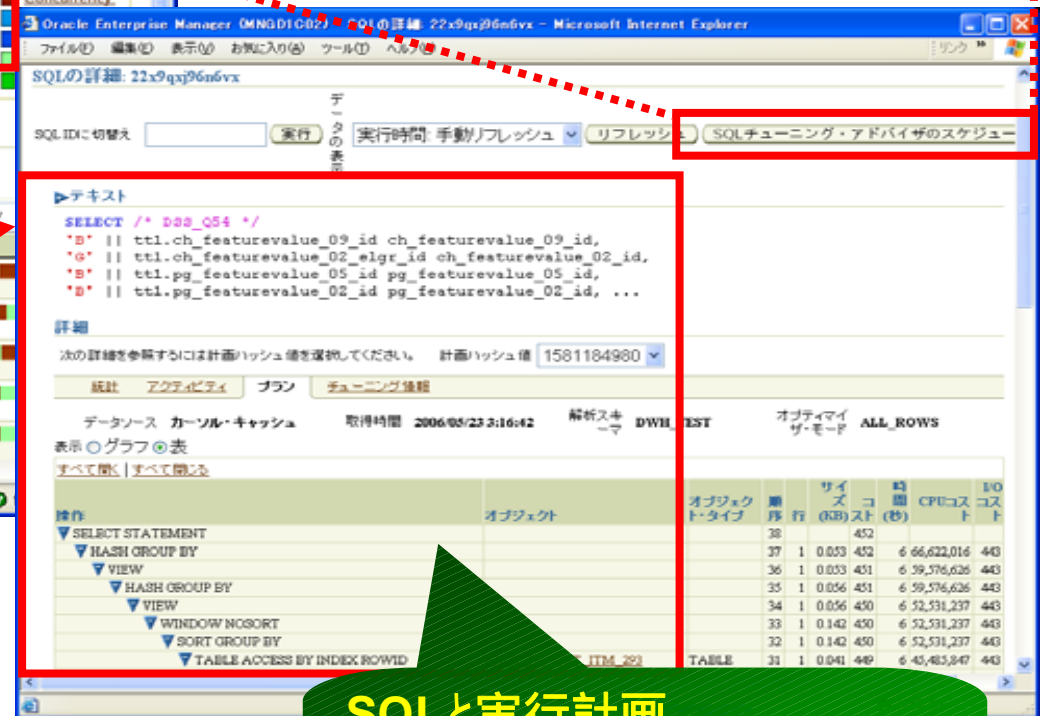 Concurrency
Oracle Enterprise Manager (MNGD1G02) - SQLの詳細: 22x9qxj96n6vx - Microsoft Internet Explorer
ファイル(F) 編集(E) 表示(V) お気に入り(A) ツール(T) リンク
SQLの詳細: 22x9qxj96n6vx
SQL IDに切替え 実行 データの表示 実行時間: 手動リフレッシュ リフレッシュ SQLチューニング・アドバイザのスケジュー
テキスト
SELECT /* DSS_Q54 */
"B" || tt1.ch_featurevalue_09_id ch_featurevalue_09_id,
"G" || tt1.ch_featurevalue_02_elgr_id ch_featurevalue_02_id,
"B" || tt1.pg_featurevalue_05_id pg_featurevalue_05_id,
"D" || tt1.pg_featurevalue_02_id pg_featurevalue_02_id, ...
詳細
次の詳細を参照するには計画ハッシュ値を選択してください。 計画ハッシュ値 1581184980
統計 アクティビティ プラン チューニング情報
データソース カーソル・キャッシュ 取得時間 2006/05/23 3:16:42 解析スキーマ DWH_TEST オプティマイザ・モード ALL_ROWS
表示 グラフ 表
すべて開く | すべて閉じる
操作 オブジェクト オブジェクト・タイプ 順序 行 サイズ (KB) コスト 時間 (秒) CPUコスト I/Oコスト
SELECT STATEMENT 38 452
HASH GROUP BY 37 1 0.053 452 6 66,622,016 443
VIEW 36 1 0.053 451 6 59,576,626 443
HASH GROUP BY 35 1 0.056 451 6 59,576,626 443
VIEW 34 1 0.056 450 6 52,531,237 443
WINDOW NOSORT 33 1 0.142 450 6 52,531,237 443
SORT GROUP BY 32 1 0.142 450 6 52,531,237 443
TABLE ACCESS BY INDEX ROWID ITM_293 TABLE 31 1 0.041 449 6 45,485,847 443
SQLと実行計画